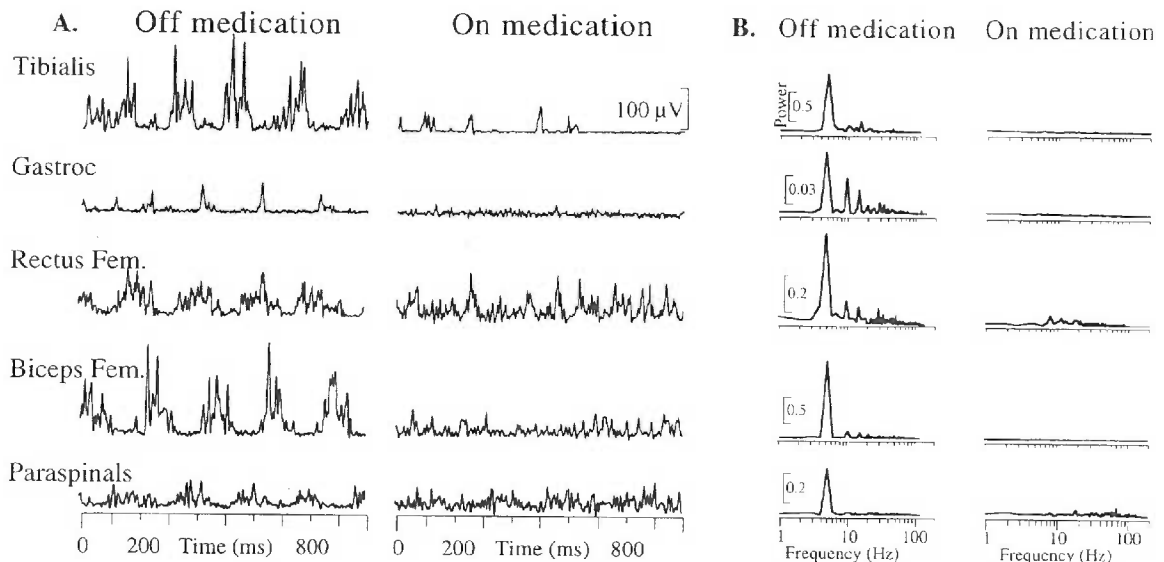 A. Off medication On medication B. Off medication On medication
Tibialis
100 µV
Power
0.5
Gastroc
0.03
Rectus Fem.
0.2
Biceps Fem.
0.5
Paraspinals
0.2
0 200 Time (ms) 800 0 200 Time (ms) 800
1 10 100 1 10 100
Frequency (Hz) Frequency (Hz)